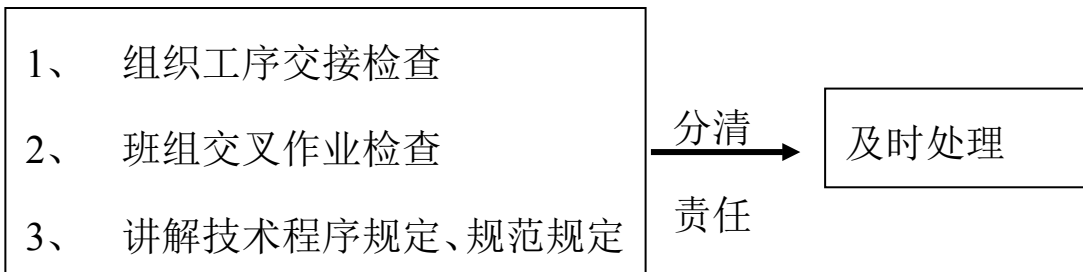 1、 组织工序交接检查
2、 班组交叉作业检查
3、 讲解技术程序规定、规范规定
分清
责任
及时处理